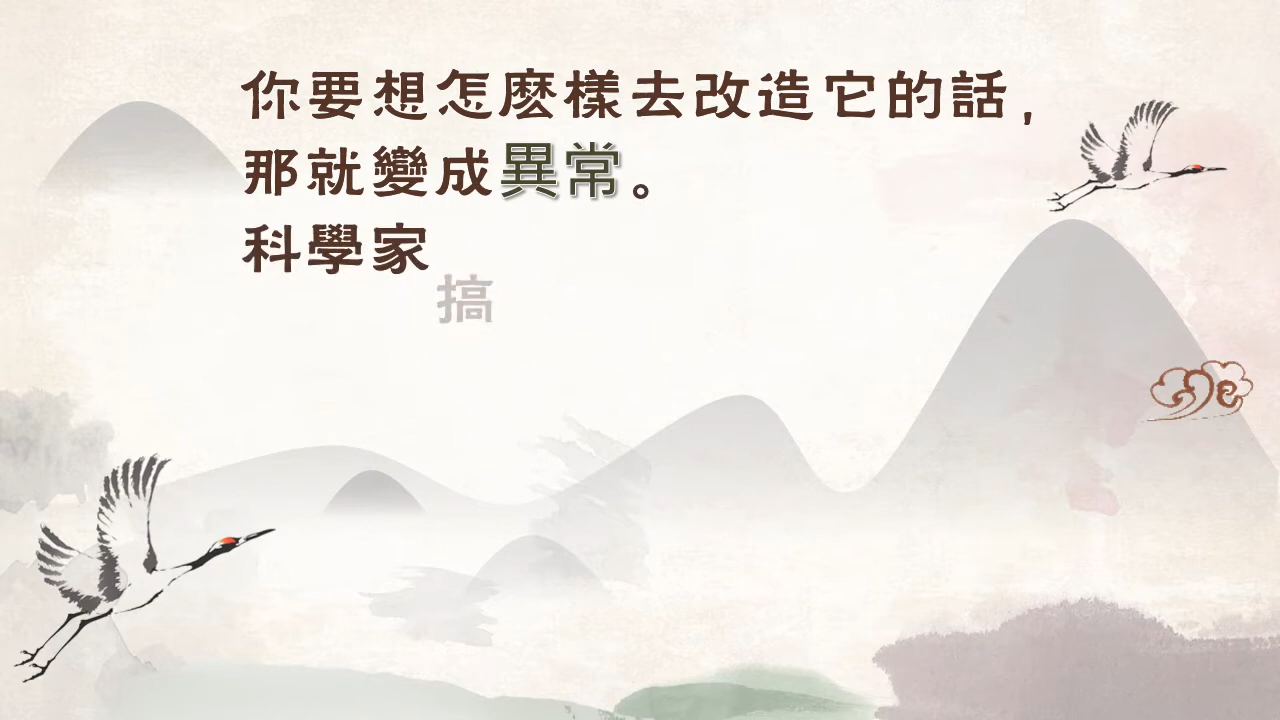 你要想怎麽樣去改造它的話，
那就變成異常。
科學家
搞